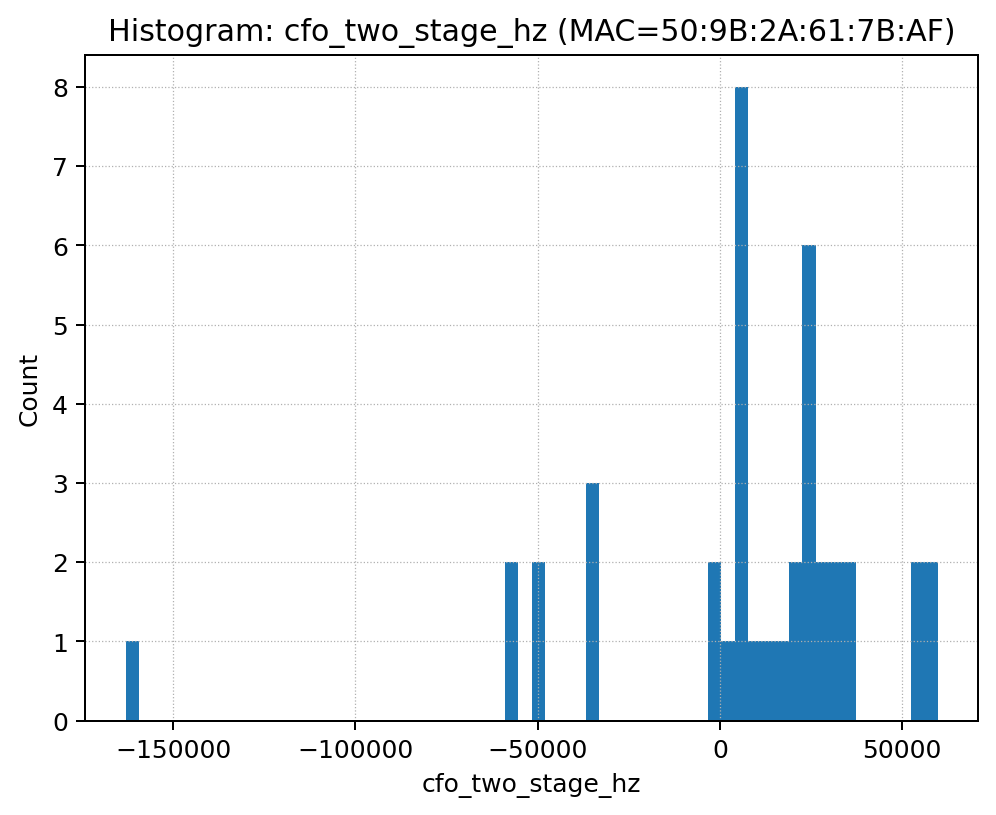 Histogram: cfo_two_stage_hz (MAC=50:9B:2A:61:7B:AF)
8
7
6
5
4
3
2
1
0
Count
−150000 −100000 −50000 0 50000
cfo_two_stage_hz